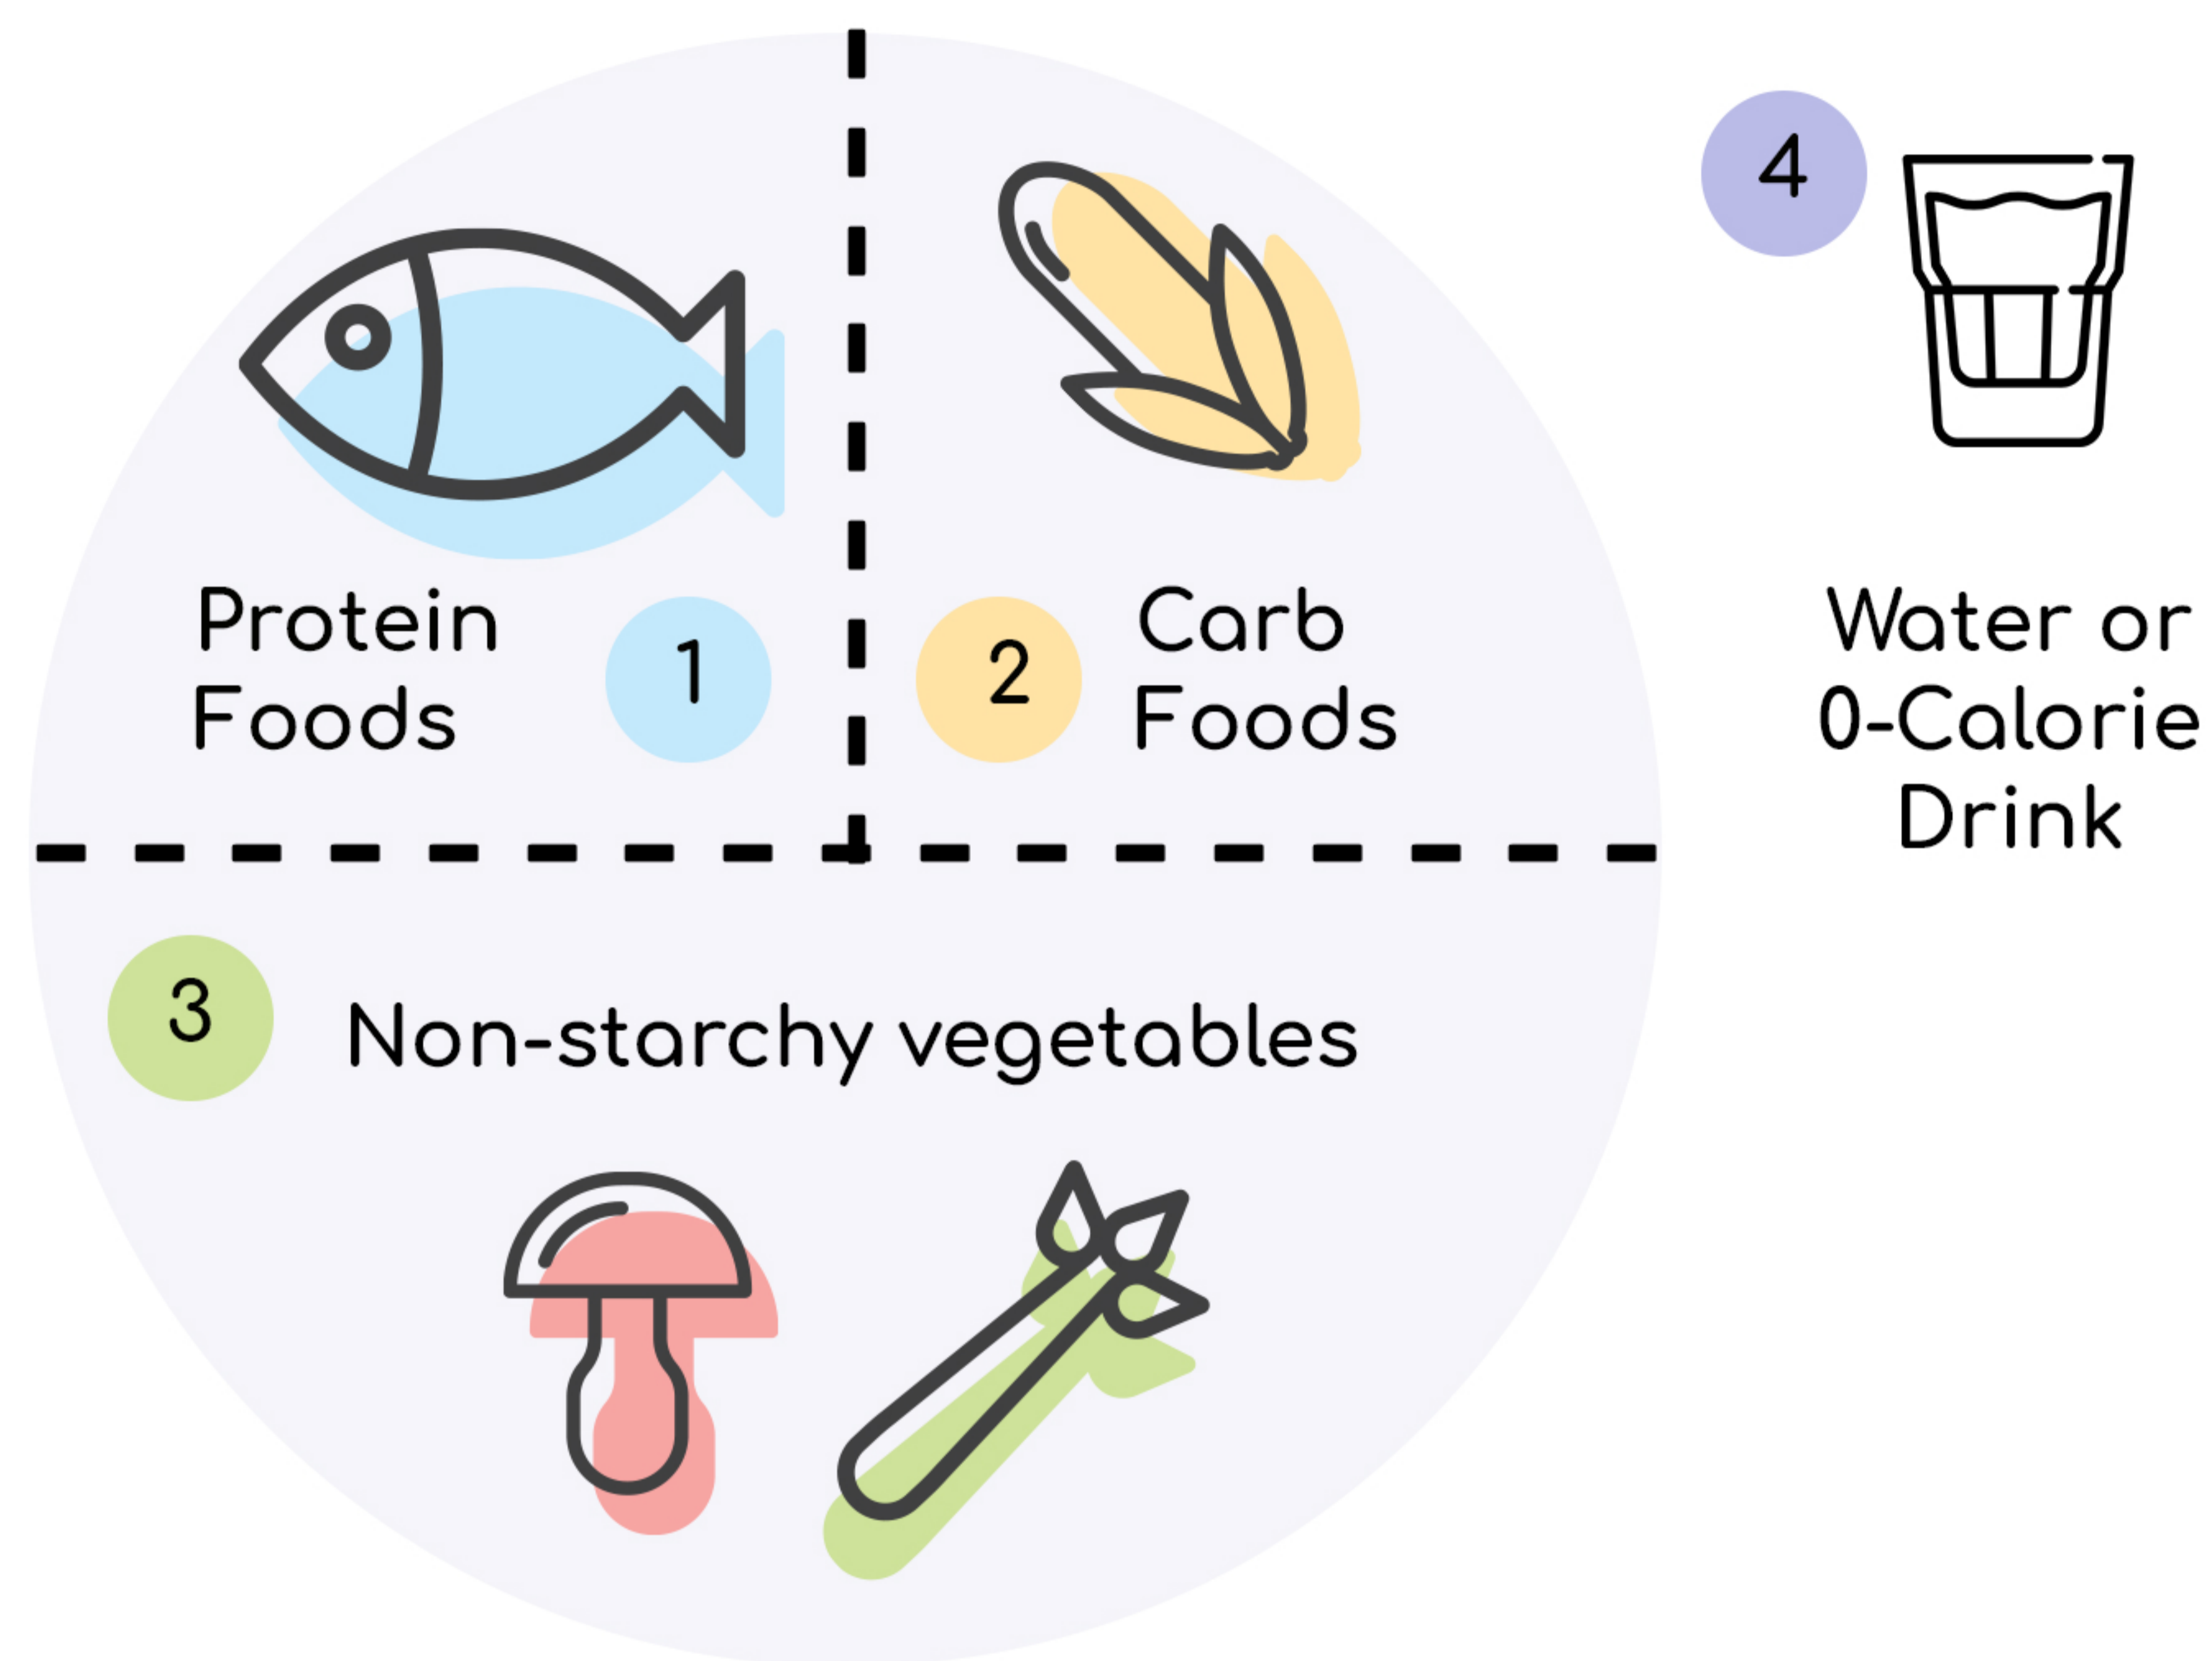 Protein
Foods
1
2
Carb
Foods
3
Non-starchy vegetables
4
Water or
0-Calorie
Drink